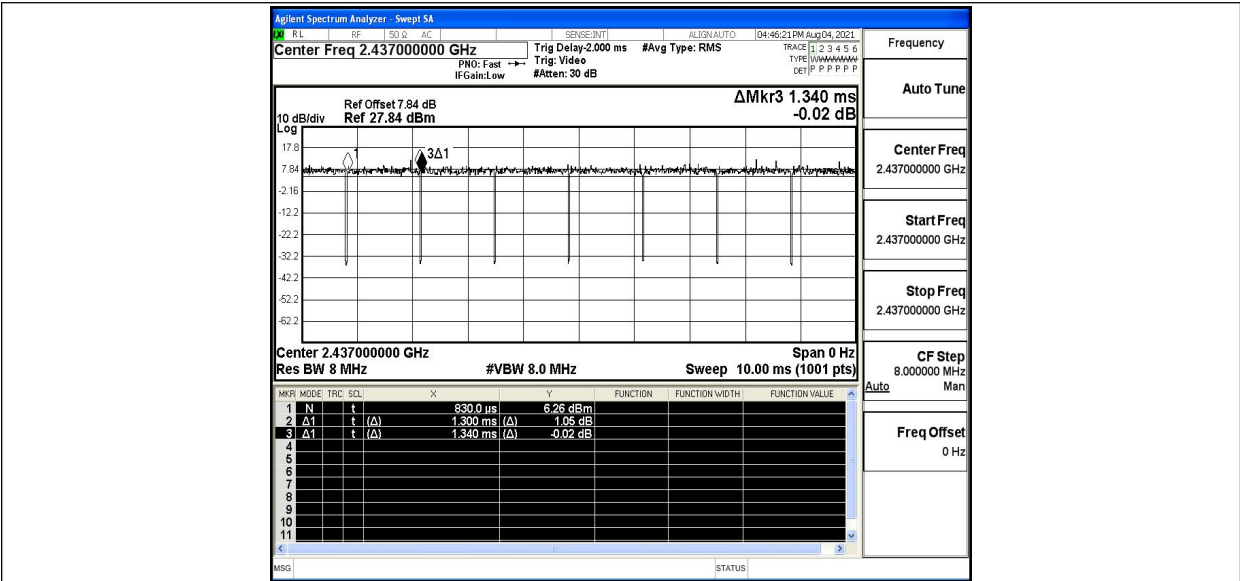 Agilent Spectrum Analyzer - Swept SA
RL RF 50 Ω AC SENSE:INT ALIGNAUTO 04:46:21 PM Aug 04, 2021
Center Freq 2.437000000 GHz Trig Delay-2.000 ms #Avg Type: RMS TRACE 1 2 3 4 5 6
PNO: Fast Trig: Video TYPE
IFGain:Low #Atten: 30 dB DET P P P P P P
Frequency
Auto Tune
Ref Offset 7.84 dB ΔMkr3 1.340 ms
10 dB/div Ref 27.84 dBm -0.02 dB
Log
17.8
7.84
-2.16
-12.2
-22.2
-32.2
-42.2
-52.2
-62.2
1
3Δ1
Center 2.437000000 GHz Span 0 Hz
Res BW 8 MHz #VBW 8.0 MHz Sweep 10.00 ms (1001 pts)
Center Freq
2.437000000 GHz
Start Freq
2.437000000 GHz
Stop Freq
2.437000000 GHz
CF Step
8.000000 MHz
Auto Man
Freq Offset
0 Hz
MKR MODE TRC SCL X Y FUNCTION FUNCTION WIDTH FUNCTION VALUE
1 N t 830.0 µs 6.26 dBm
2 Δ1 t (Δ) 1.300 ms (Δ) 1.05 dB
3 Δ1 t (Δ) 1.340 ms (Δ) -0.02 dB
4
5
6
7
8
9
10
11
MSG STATUS